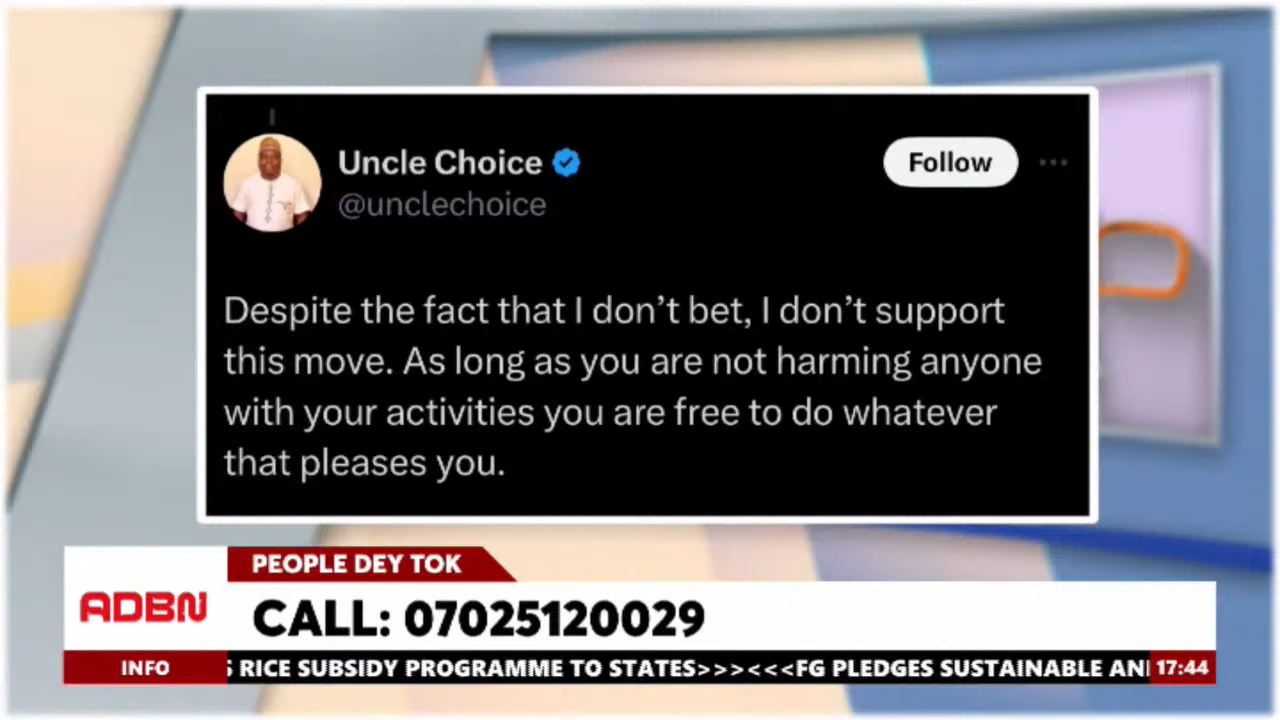 Uncle Choice
Follow
@unclechoice
Despite the fact that I don’t bet, I don’t support
this move. As long as you are not harming anyone
with your activities you are free to do whatever
that pleases you.
PEOPLE DEY TOK
ADBN
CALL: 07025120029
INFO
RICE SUBSIDY PROGRAMME TO STATES>>><<<FG PLEDGES SUSTAINABLE
17:44